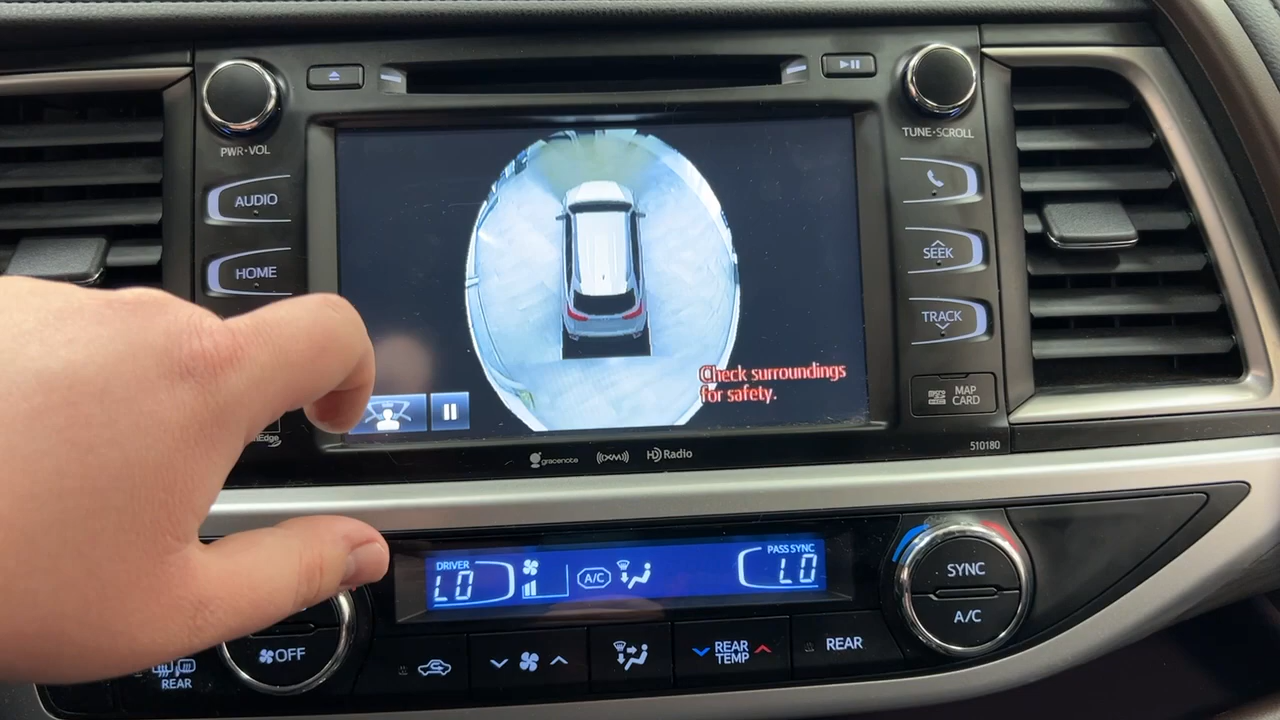 PWR•VOL
AUDIO
HOME
TUNE•SCROLL
SEEK
TRACK
MAP
CARD
510180
Check surroundings
for safety.
gracenote
((XM))
HD Radio
DRIVER
LO
A/C
PASS SYNC
LO
SYNC
A/C
OFF
REAR
REAR
TEMP
REAR